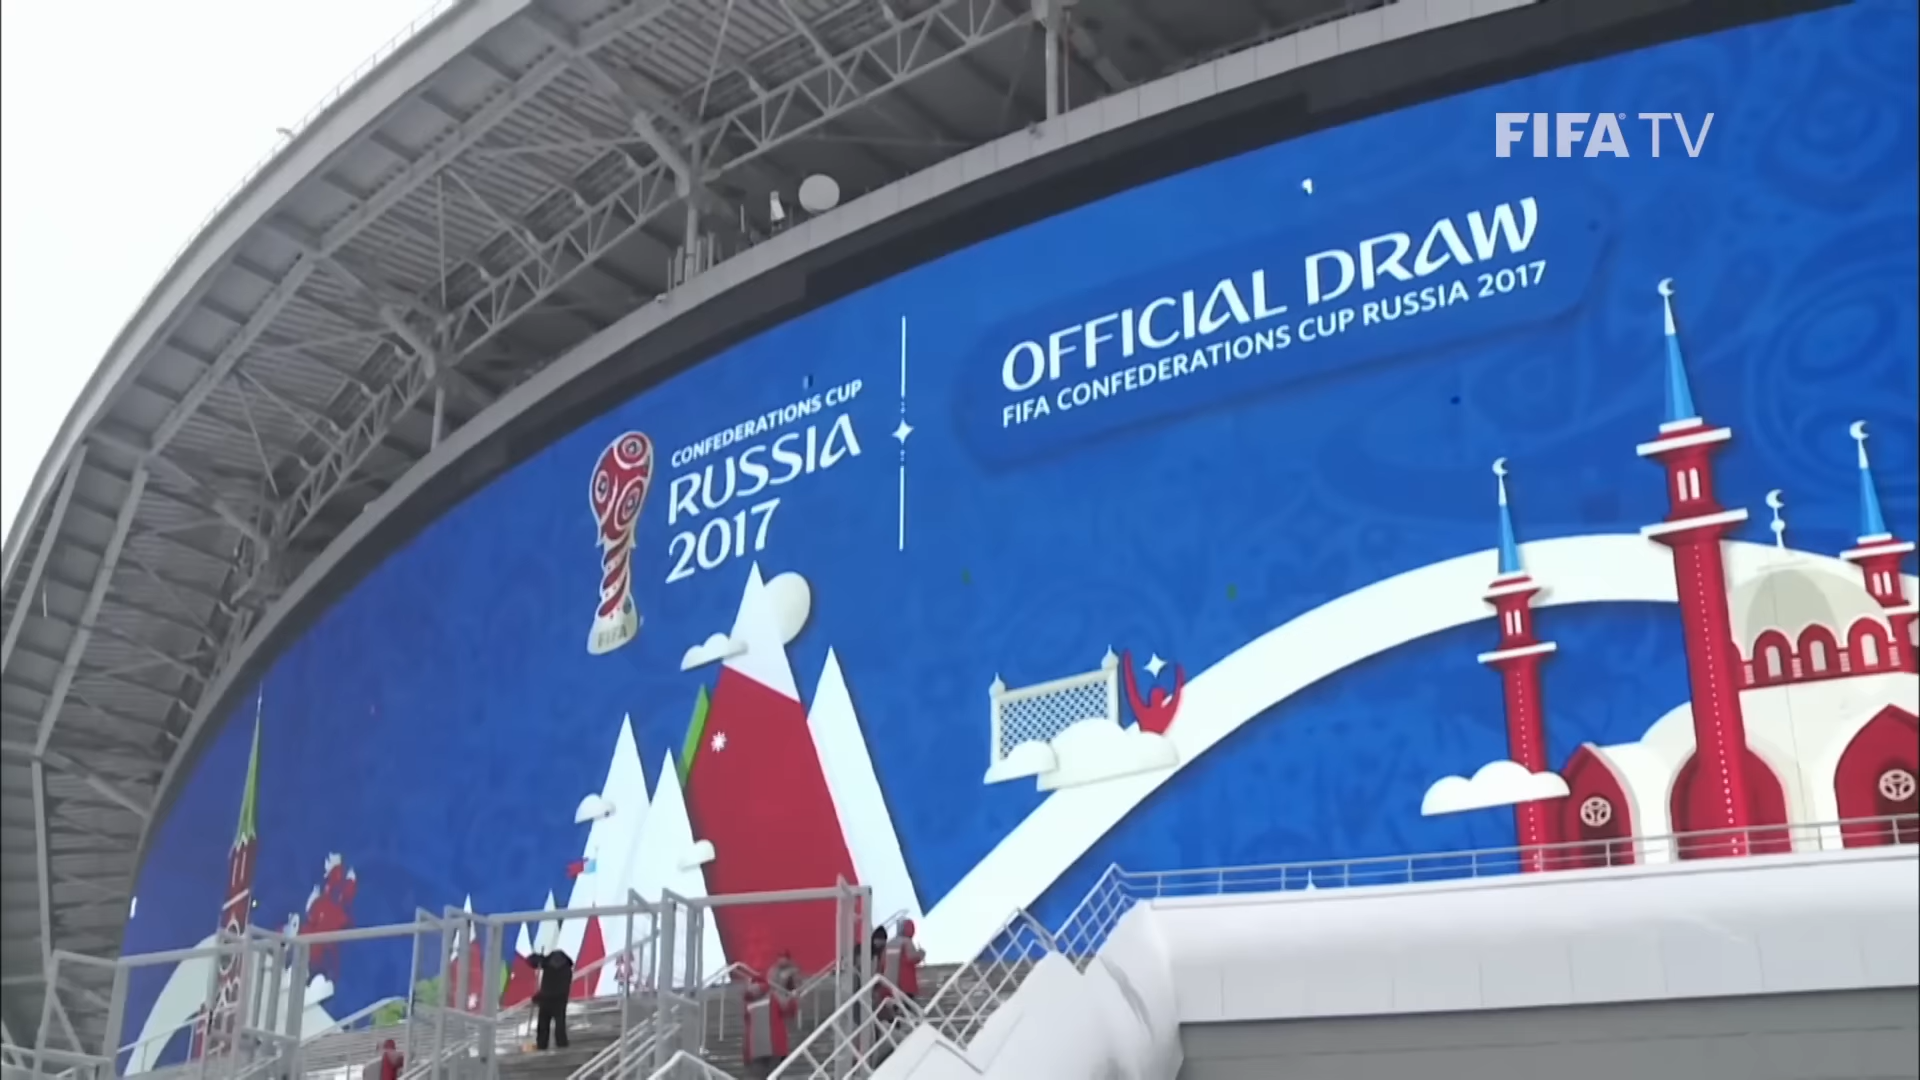 FIFA TV
OFFICIAL DRAW
FIFA CONFEDERATIONS CUP RUSSIA 2017
CONFEDERATIONS CUP
RUSSIA
2017
FIFA